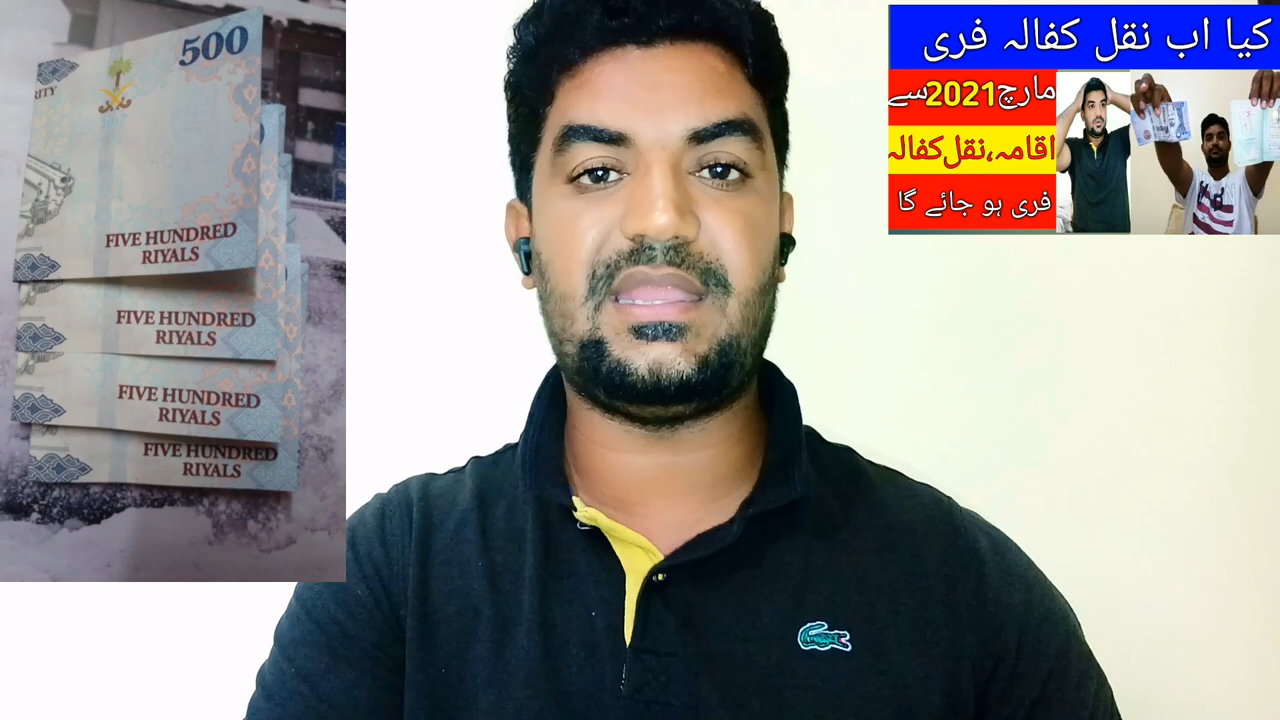 500
RITY
FIVE HUNDRED
RIYALS
FIVE HUNDRED
RIYALS
FIVE HUNDRED
RIYALS
FIVE HUNDRED
RIYALS
کیا اب نقل کفالہ فری
مارچ2021سے
اقامہ،نقل کفالہ
فری ہو جائے گا